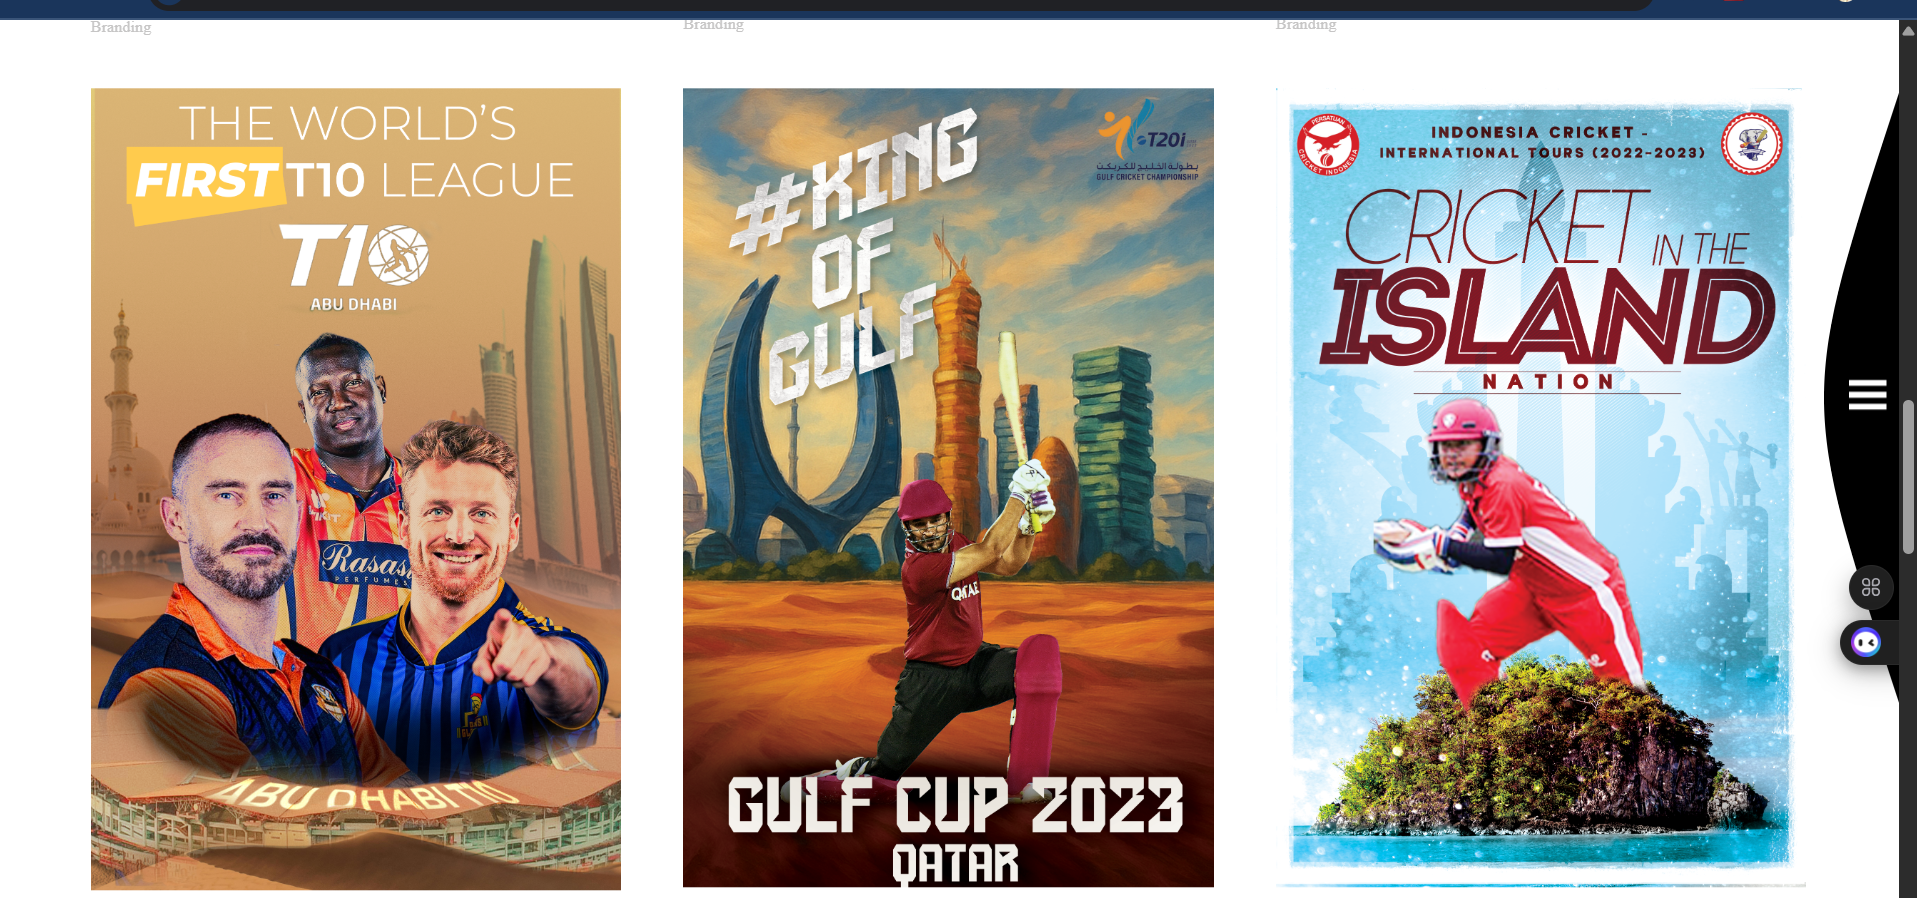 Branding
Branding
Branding
THE WORLD'S
FIRST T10 LEAGUE
T10
ABU DHABI
Rasasi
PERFUMES
ABU DHABI T10
#KING
OF
GULF
T20i
بطولة الخليج للكريكت
GULF CRICKET CHAMPIONSHIP
QATAR
GULF CUP 2023
QATAR
PERSATUAN
CRICKET INDONESIA
INDONESIA CRICKET -
INTERNATIONAL TOURS (2022-2023)
CRICKET IN THE
ISLAND
NATION